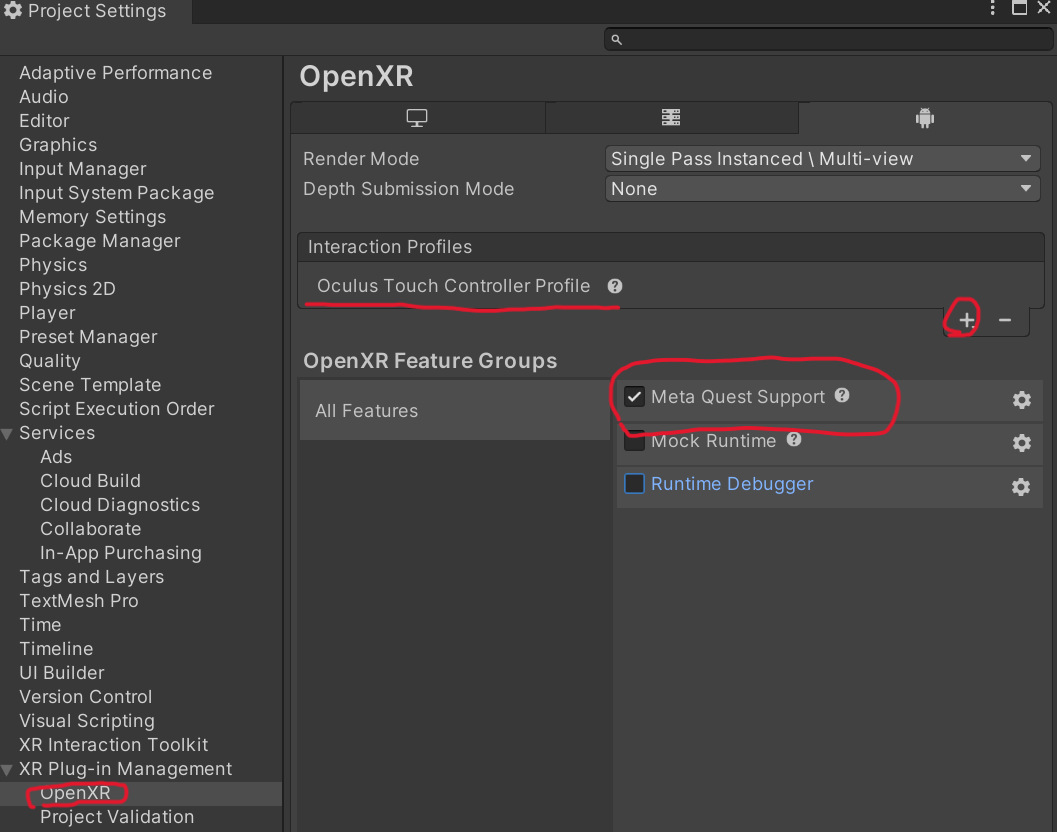 Project Settings
Adaptive Performance
Audio
Editor
Graphics
Input Manager
Input System Package
Memory Settings
Package Manager
Physics
Physics 2D
Player
Preset Manager
Quality
Scene Template
Script Execution Order
Services
Ads
Cloud Build
Cloud Diagnostics
Collaborate
In-App Purchasing
Tags and Layers
TextMesh Pro
Time
Timeline
UI Builder
Version Control
Visual Scripting
XR Interaction Toolkit
XR Plug-in Management
OpenXR
Project Validation
OpenXR
Render Mode Single Pass Instanced \ Multi-view
Depth Submission Mode None
Interaction Profiles
Oculus Touch Controller Profile
OpenXR Feature Groups
All Features
Meta Quest Support
Mock Runtime
Runtime Debugger